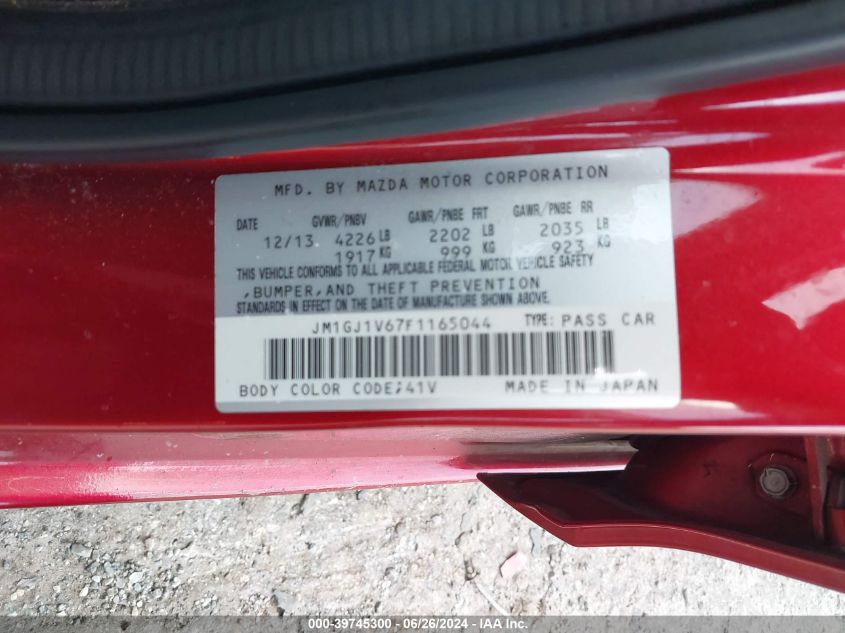 MFD. BY MAZDA MOTOR CORPORATION
DATE GVWR/PNBV GAWR/PNBE FRT GAWR/PNBE RR
12/13 4226 LB 2202 LB 2035 LB
1917 KG 999 KG 923 KG
THIS VEHICLE CONFORMS TO ALL APPLICABLE FEDERAL MOTOR VEHICLE SAFETY
,BUMPER,AND THEFT PREVENTION
STANDARDS IN EFFECT ON THE DATE OF MANUFACTURE SHOWN ABOVE.
JM1GJ1V67F1165044 TYPE: PASS CAR
BODY COLOR CODE;41V MADE IN JAPAN
000-39745300 - 06/26/2024 - © IAA Holdings, LLC